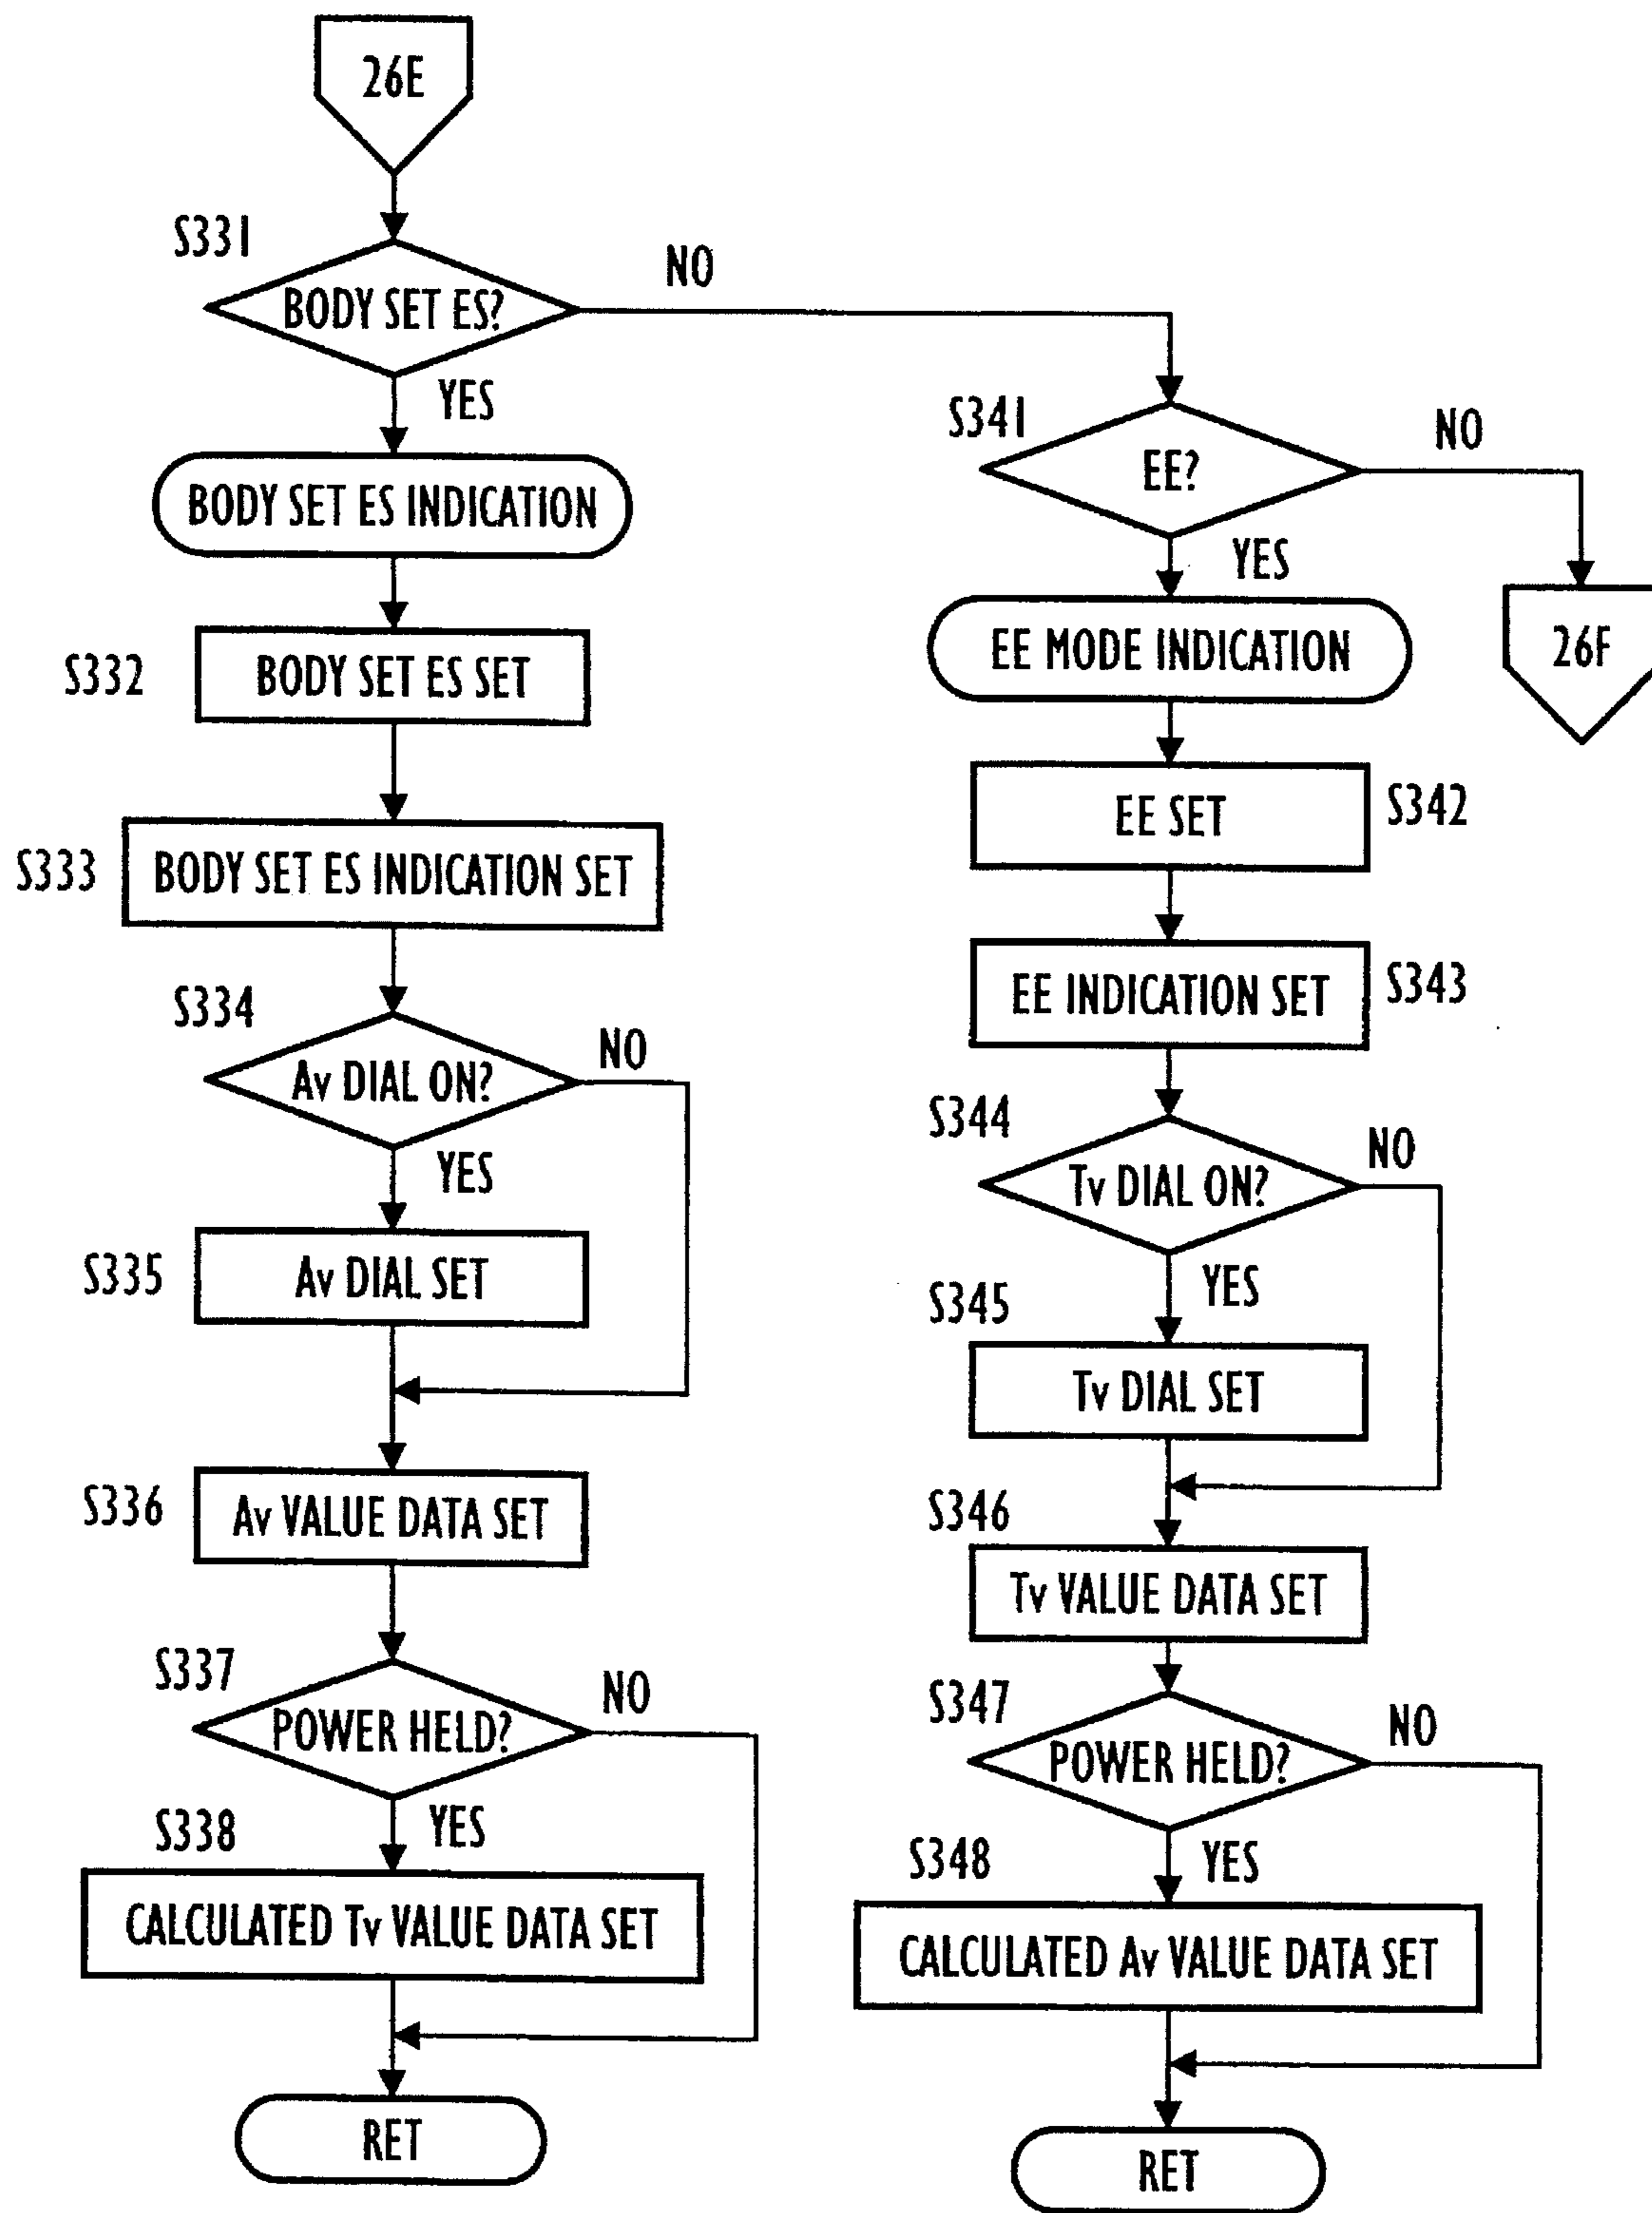 26E
S331
BODY SET ES?
NO
YES
BODY SET ES INDICATION
S332
BODY SET ES SET
S333
BODY SET ES INDICATION SET
S334
Av DIAL ON?
NO
YES
S335
Av DIAL SET
S336
Av VALUE DATA SET
S337
POWER HELD?
NO
YES
S338
CALCULATED Tv VALUE DATA SET
RET
S341
EE?
NO
YES
26F
EE MODE INDICATION
EE SET
S342
EE INDICATION SET
S343
S344
Tv DIAL ON?
NO
YES
S345
Tv DIAL SET
S346
Tv VALUE DATA SET
S347
POWER HELD?
NO
YES
S348
CALCULATED Av VALUE DATA SET
RET